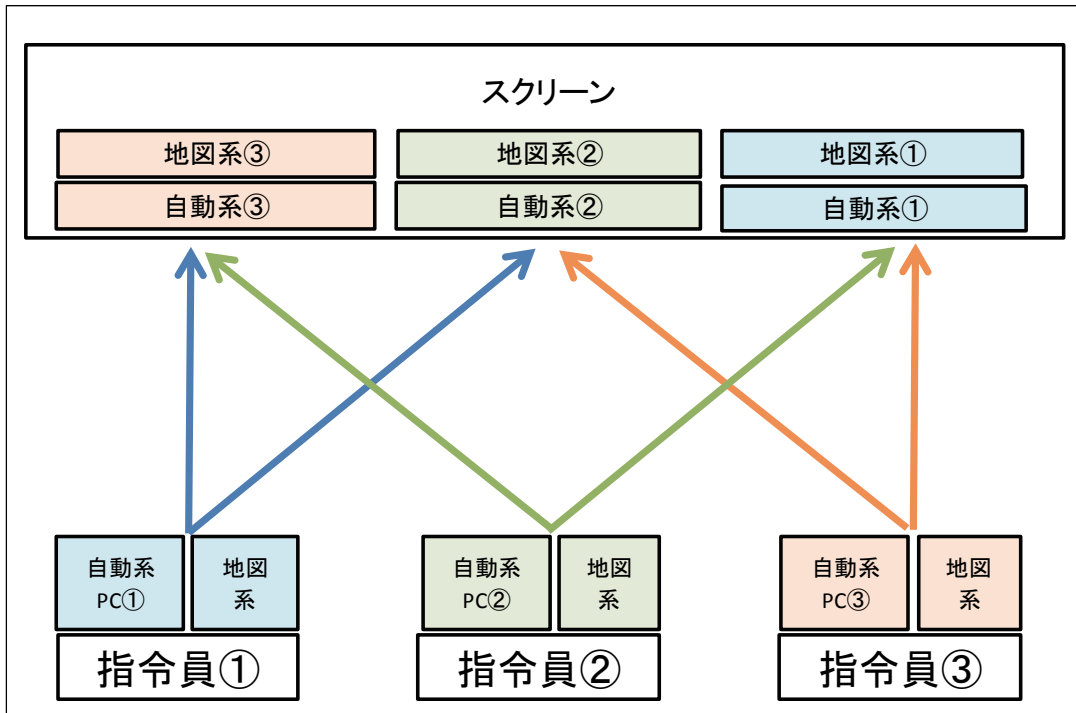 スクリーン
地図系③
地図系②
地図系①
自動系③
自動系②
自動系①
自動系
PC①
地図
系
自動系
PC②
地図
系
自動系
PC③
地図
系
指令員①
指令員②
指令員③